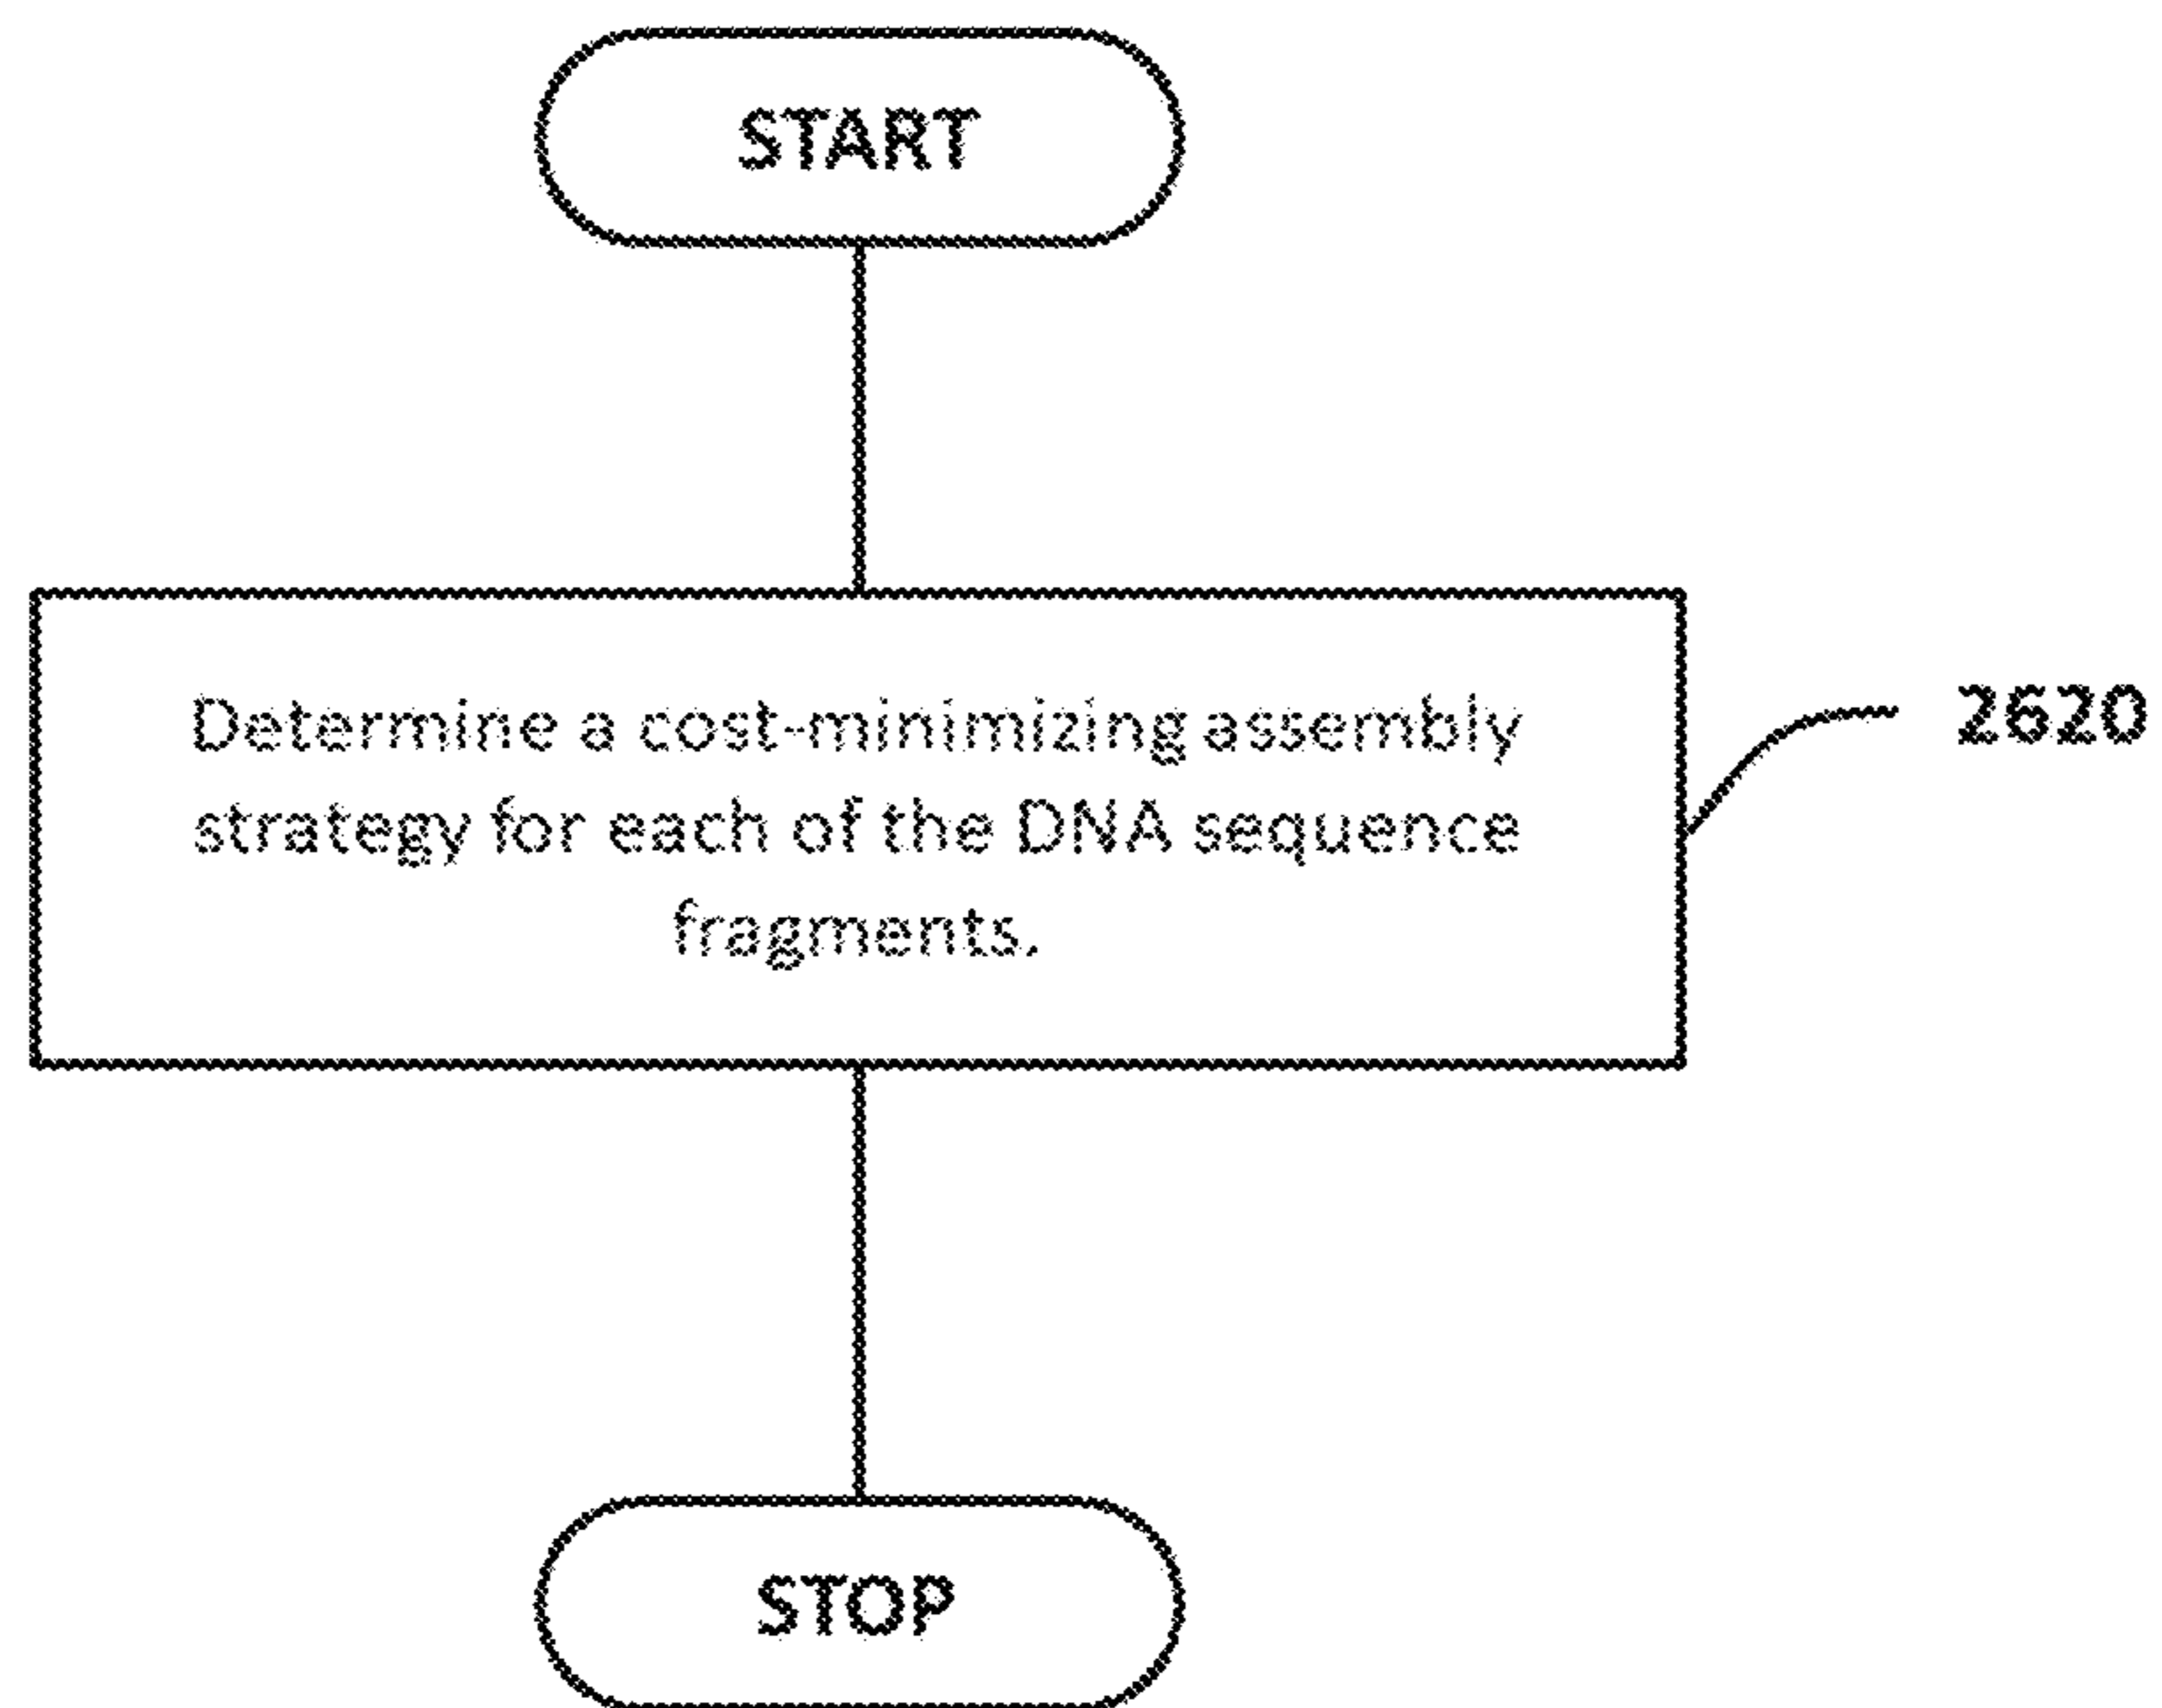 START
Determine a cost-minimizing assembly
2620
strategy for each of the DNA sequence
fragments.
STOP